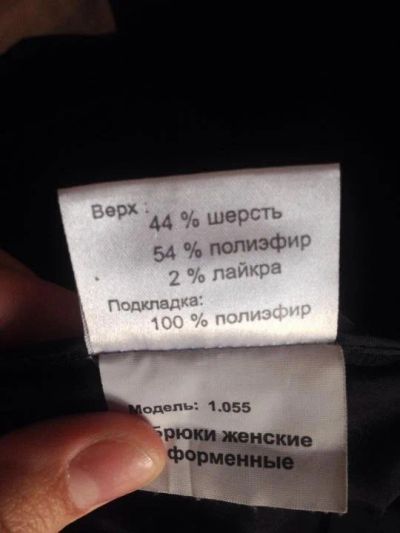 Верх:
44 % шерсть
54 % полиэфир
2 % лайкра
Подкладка:
100 % полиэфир
Модель: 1.055
брюки женские
форменные